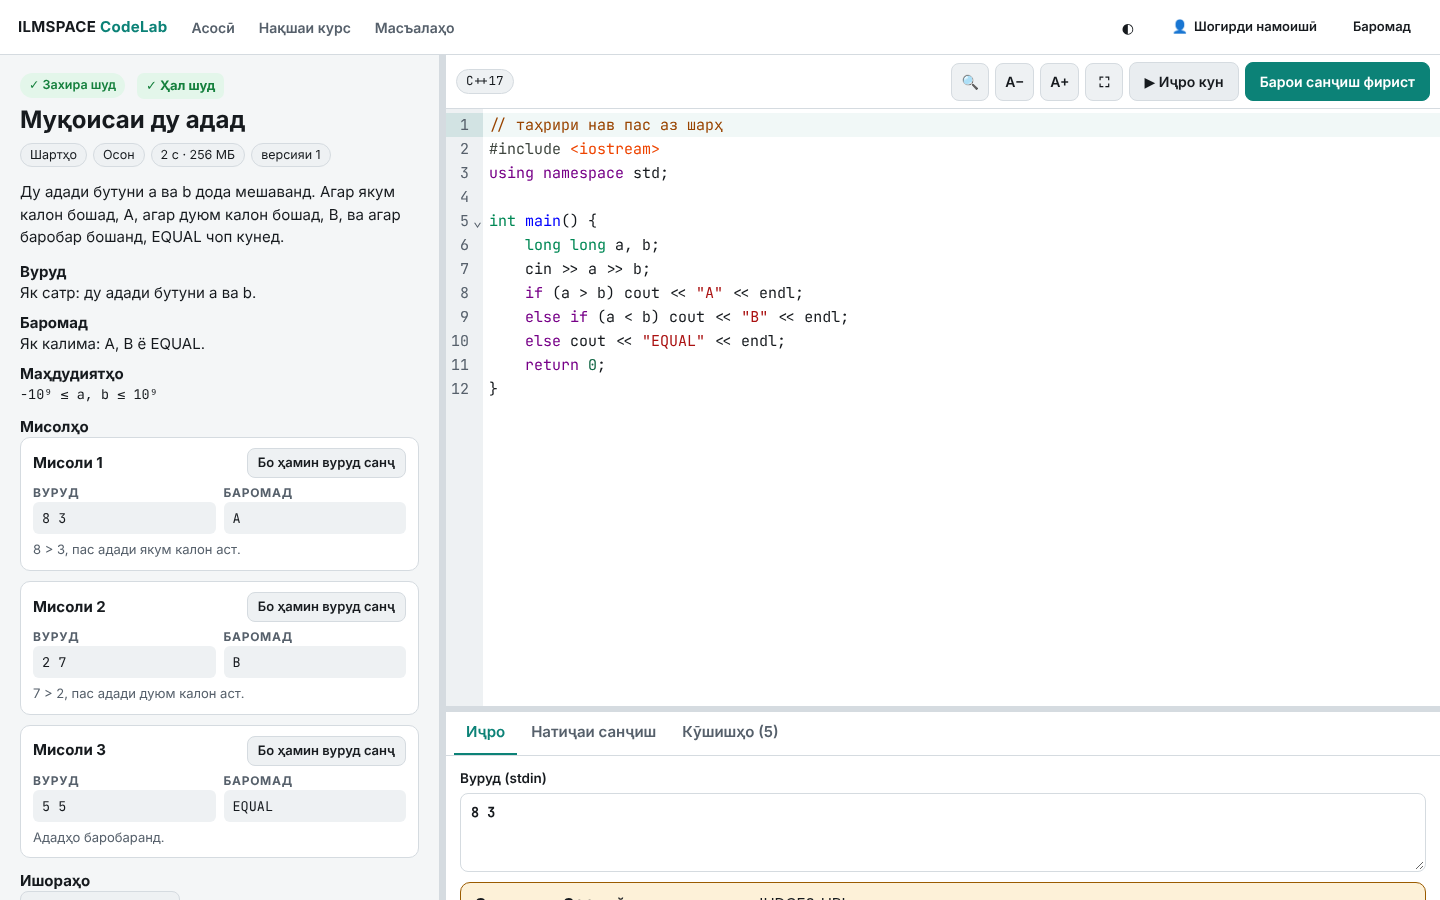 ILMSPACE CodeLab
Асосӣ
Нақшаи курс
Масъалаҳо
Шогирди намоишӣ
Баромад
✓ Захира шуд
✓ Ҳал шуд
Муқоисаи ду адад
Шартҳо
Осон
2 с · 256 МБ
версияи 1
Ду адади бутуни a ва b дода мешаванд. Агар якум
калон бошад, A, агар дуюм калон бошад, B, ва агар
баробар бошанд, EQUAL чоп кунед.
Вуруд
Як сатр: ду адади бутуни a ва b.
Баромад
Як калима: A, B ё EQUAL.
Маҳдудиятҳо
-10⁹ ≤ a, b ≤ 10⁹
Мисолҳо
Мисоли 1
Бо ҳамин вуруд санҷ
ВУРУД
БАРОМАД
8 3
A
8 > 3, пас адади якум калон аст.
Мисоли 2
Бо ҳамин вуруд санҷ
ВУРУД
БАРОМАД
2 7
B
7 > 2, пас адади дуюм калон аст.
Мисоли 3
Бо ҳамин вуруд санҷ
ВУРУД
БАРОМАД
5 5
EQUAL
Ададҳо баробаранд.
Ишораҳо
C++17
A−
A+
▶ Иҷро кун
Барои санҷиш фирист
1 // таҳрири нав пас аз шарҳ
2 #include <iostream>
3 using namespace std;
4
5 int main() {
6 long long a, b;
7 cin >> a >> b;
8 if (a > b) cout << "A" << endl;
9 else if (a < b) cout << "B" << endl;
10 else cout << "EQUAL" << endl;
11 return 0;
12 }
Иҷро
Натиҷаи санҷиш
Кӯшишҳо (5)
Вуруд (stdin)
8 3